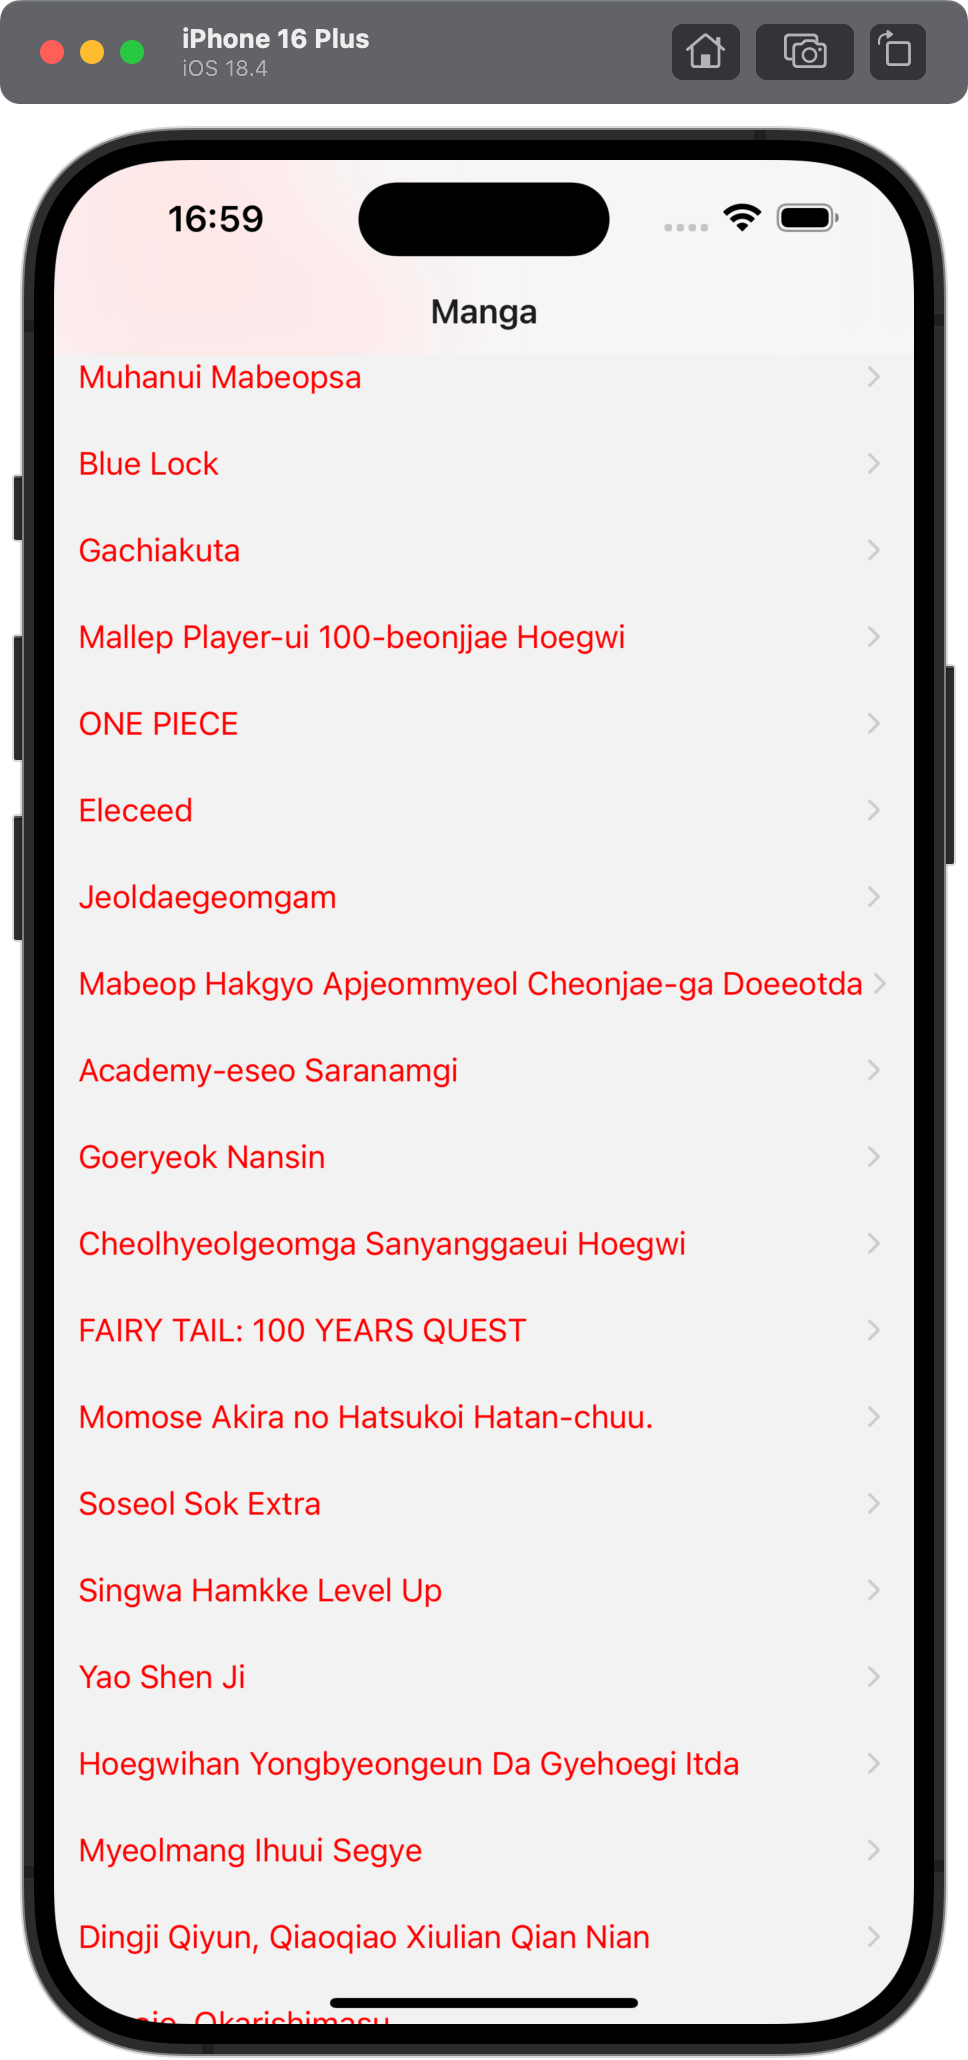 iPhone 16 Plus
iOS 18.4
16:59
Manga
Muhanui Mabeopsa
Blue Lock
Gachiakuta
Mallep Player-ui 100-beonjjae Hoegwi
ONE PIECE
Eleceed
Jeoldaegeomgam
Mabeop Hakgyo Apjeommyeol Cheonjae-ga Doeeotda
Academy-eseo Saranamgi
Goeryeok Nansin
Cheolhyeolgeomga Sanyanggaeui Hoegwi
FAIRY TAIL: 100 YEARS QUEST
Momose Akira no Hatsukoi Hatan-chuu.
Soseol Sok Extra
Singwa Hamkke Level Up
Yao Shen Ji
Hoegwihan Yongbyeongeun Da Gyehoegi Itda
Myeolmang Ihuui Segye
Dingji Qiyun, Qiaoqiao Xiulian Qian Nian
Okarishimasu